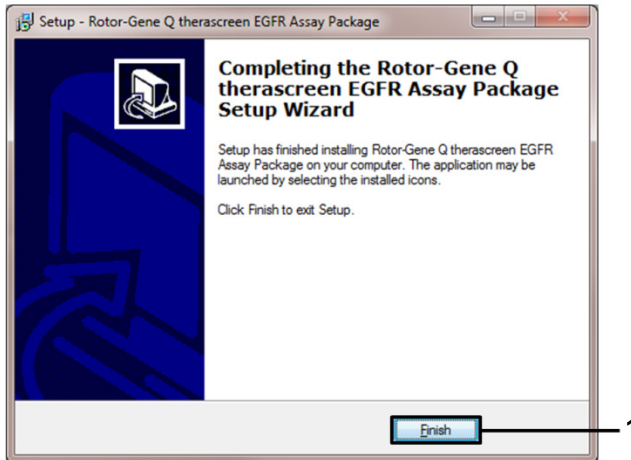 Setup - Rotor-Gene Q therascreen EGFR Assay Package
Completing the Rotor-Gene Q
therascreen EGFR Assay Package
Setup Wizard
Setup has finished installing Rotor-Gene Q therascreen EGFR
Assay Package on your computer. The application may be
launched by selecting the installed icons.
Click Finish to exit Setup.
Finish
1